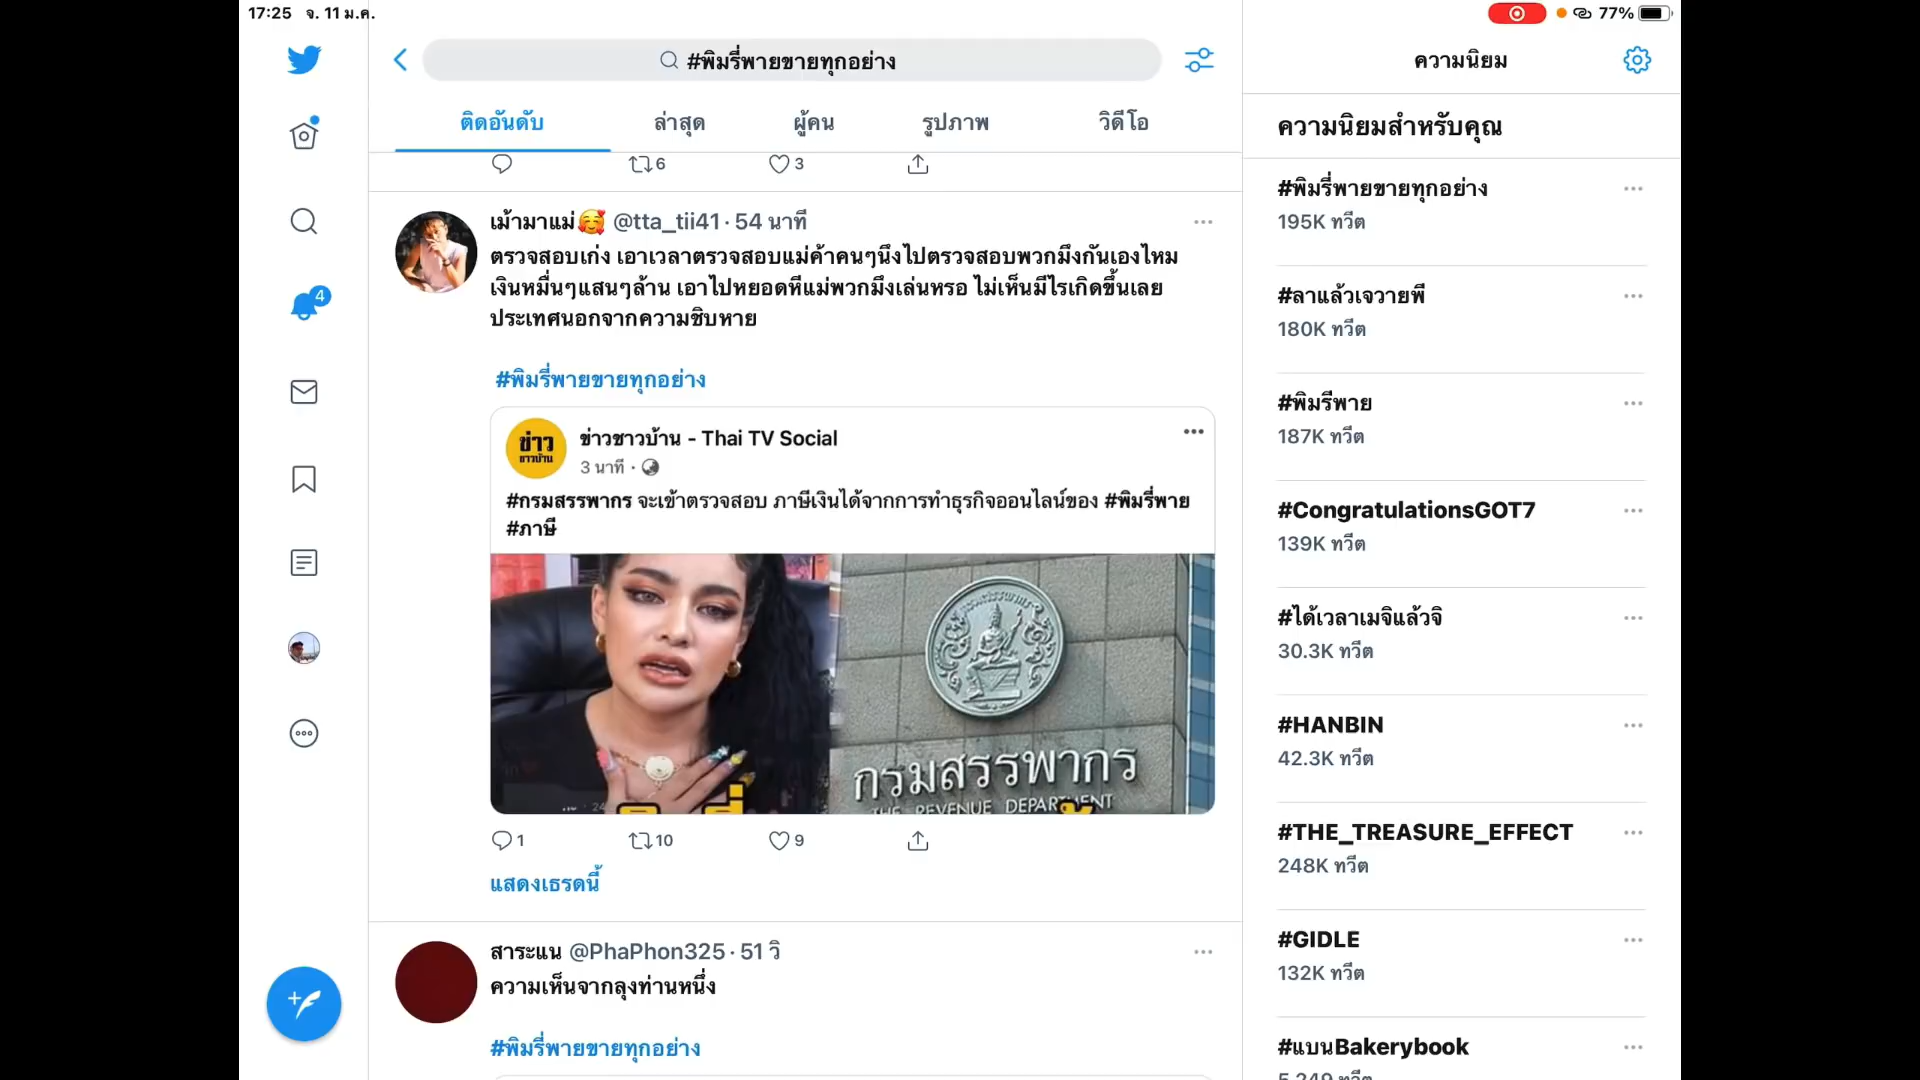 17:25 จ. 11 ม.ค.
77%
#พิมรี่พายขายทุกอย่าง
ติดอันดับ
ล่าสุด
ผู้คน
รูปภาพ
วิดีโอ
6
3
เม้ามาแม่🥰 @tta_tii41 · 54 นาที
ตรวจสอบเก่ง เอาเวลาตรวจสอบแม่ค้าคนๆนึงไปตรวจสอบพวกมึงกันเองไหม
เงินหมื่นๆแสนๆล้าน เอาไปหยอดหีแม่พวกมึงเล่นหรอ ไม่เห็นมีไรเกิดขึ้นเลย
ประเทศนอกจากความชิบหาย
#พิมรี่พายขายทุกอย่าง
ข่าว
ชาวบ้าน
ข่าวชาวบ้าน - Thai TV Social
3 นาที ·
#กรมสรรพากร จะเข้าตรวจสอบ ภาษีเงินได้จากการทำธุรกิจออนไลน์ของ #พิมรี่พาย
#ภาษี
กรมสรรพากร
THE REVENUE DEPARTMENT
1
10
9
แสดงเธรดนี้
สาระแน @PhaPhon325 · 51 วิ
ความเห็นจากลุงท่านหนึ่ง
#พิมรี่พายขายทุกอย่าง
4
ความนิยม
ความนิยมสำหรับคุณ
#พิมรี่พายขายทุกอย่าง
195K ทวีต
#ลาแล้วเจวายพี
180K ทวีต
#พิมรีพาย
187K ทวีต
#CongratulationsGOT7
139K ทวีต
#ได้เวลาเมจิแล้วจิ
30.3K ทวีต
#HANBIN
42.3K ทวีต
#THE_TREASURE_EFFECT
248K ทวีต
#GIDLE
132K ทวีต
#แบนBakerybook
5,249 ทวีต